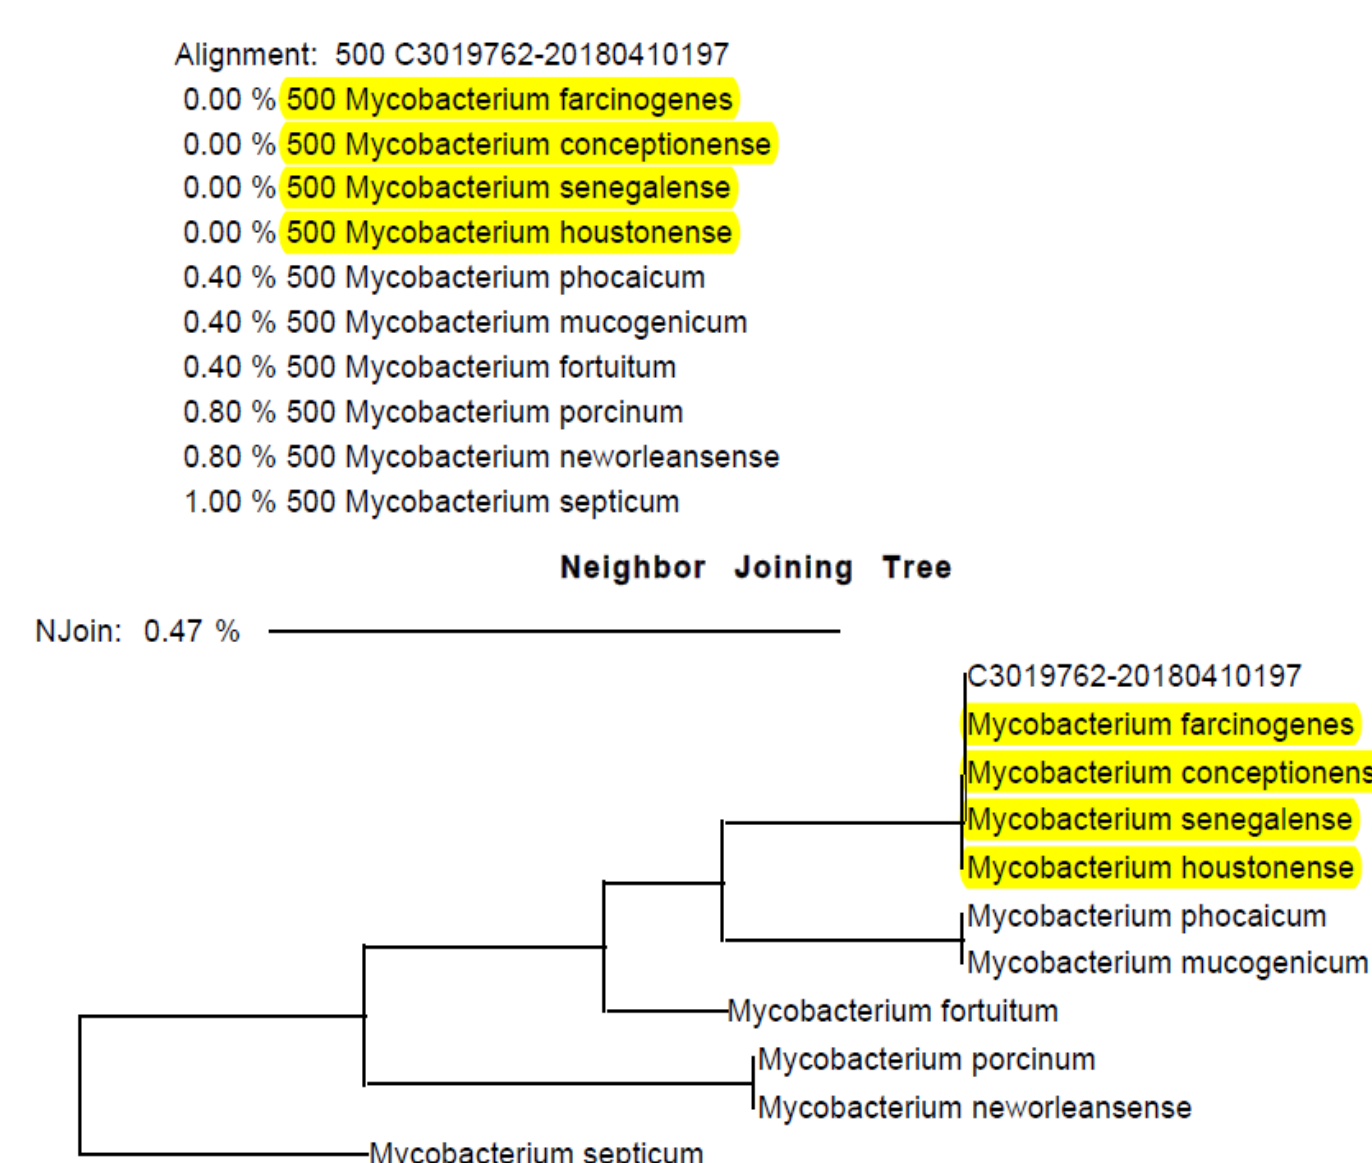 Alignment: 500 C3019762-20180410197
0.00 % 500 Mycobacterium farcinogenes
0.00 % 500 Mycobacterium conceptionense
0.00 % 500 Mycobacterium senegalense
0.00 % 500 Mycobacterium houstonense
0.40 % 500 Mycobacterium phocaicum
0.40 % 500 Mycobacterium mucogenicum
0.40 % 500 Mycobacterium fortuitum
0.80 % 500 Mycobacterium porcinum
0.80 % 500 Mycobacterium neworleansense
1.00 % 500 Mycobacterium septicum
Neighbor Joining Tree
NJoin: 0.47 %
C3019762-20180410197
Mycobacterium farcinogenes
Mycobacterium conceptionens
Mycobacterium senegalense
Mycobacterium houstonense
Mycobacterium phocaicum
Mycobacterium mucogenicum
Mycobacterium fortuitum
Mycobacterium porcinum
Mycobacterium neworleansense
Mycobacterium septicum